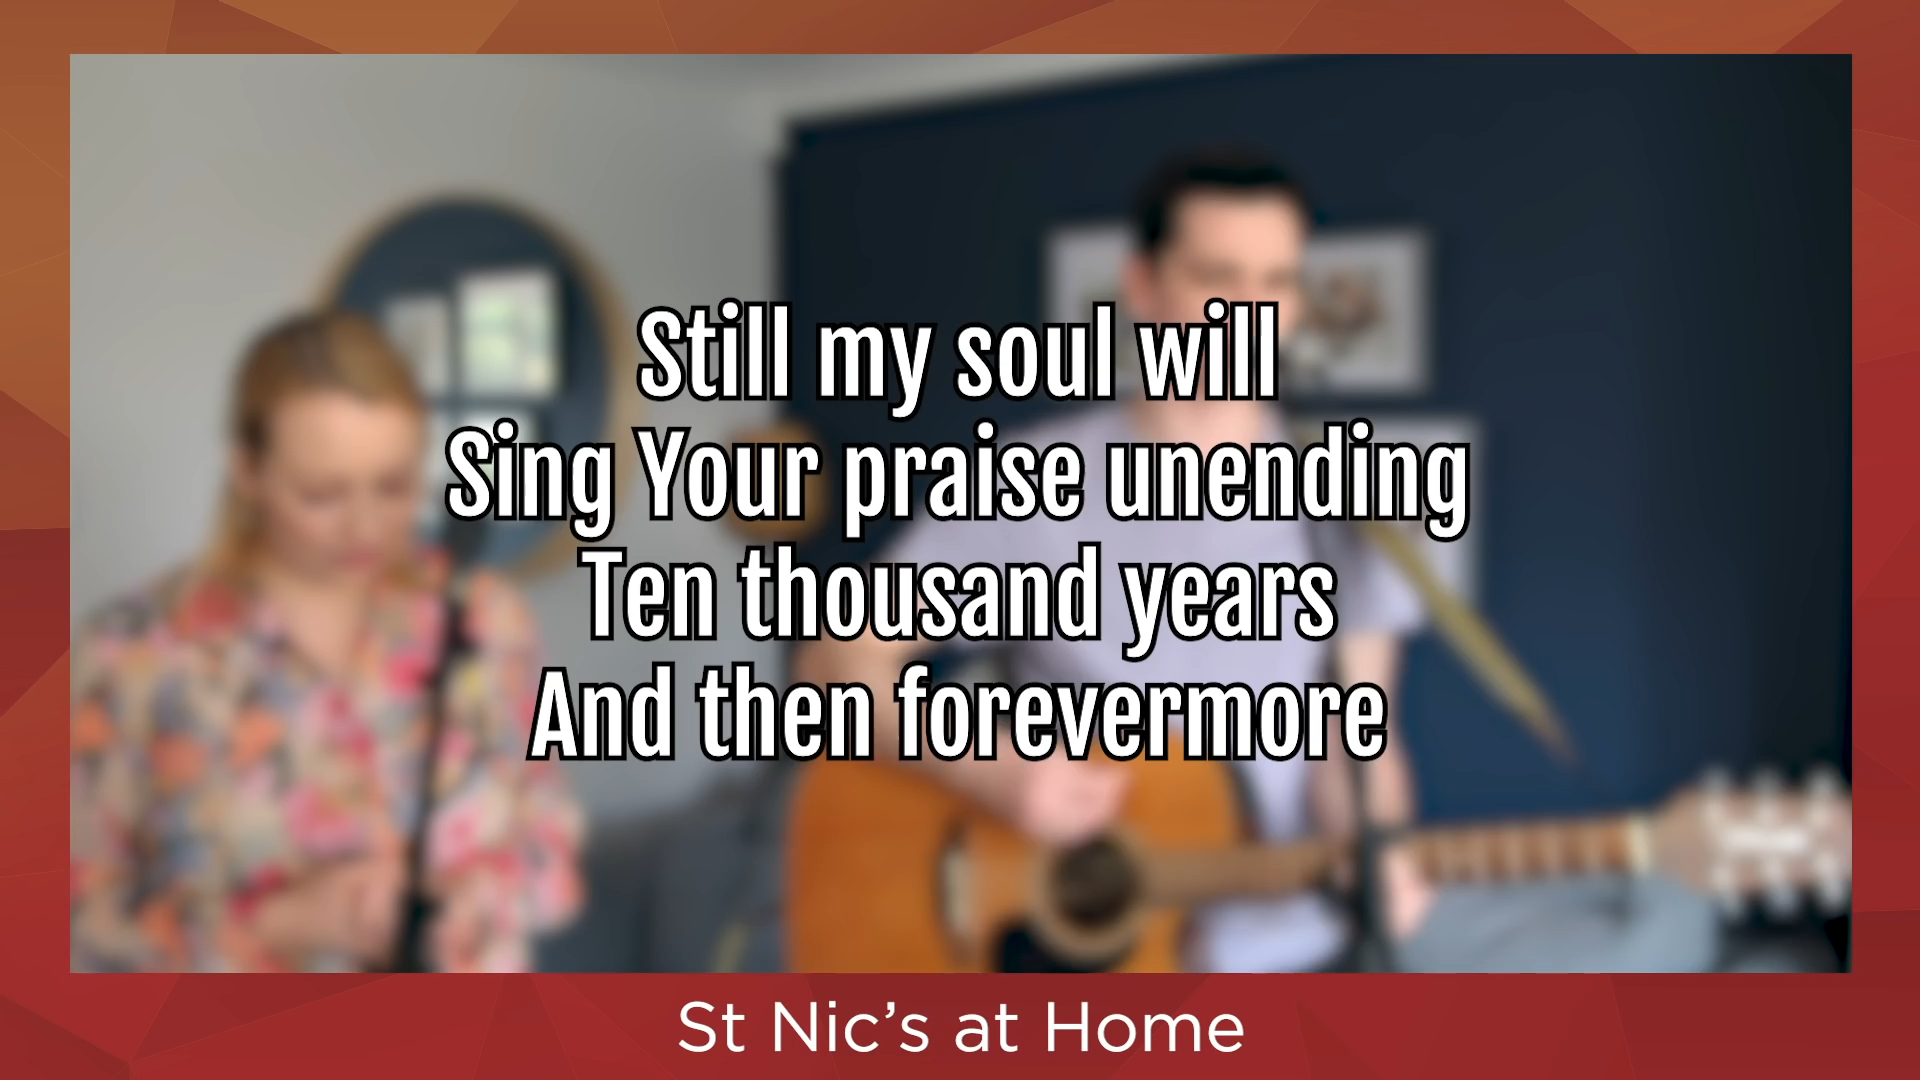 Still my soul will
Sing Your praise unending
Ten thousand years
And then forevermore
St Nic's at Home